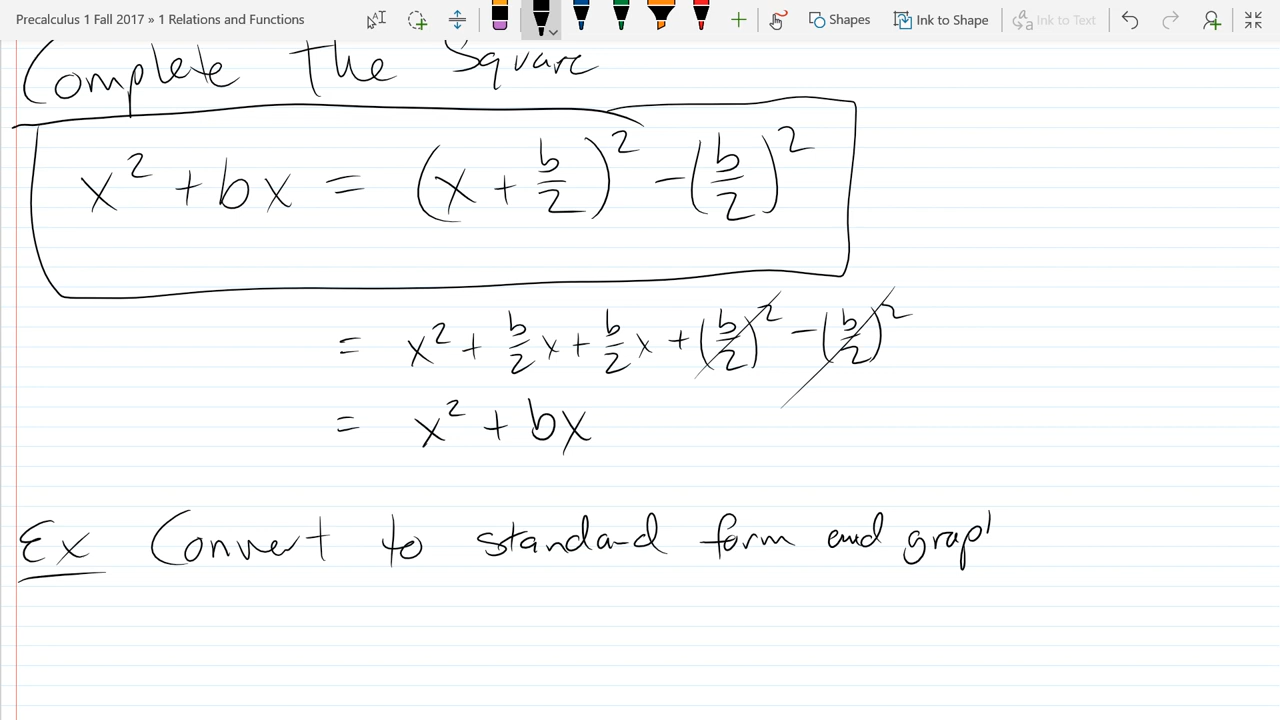 Precalculus 1 Fall 2017 » 1 Relations and Functions
Shapes
Ink to Shape
Ink to Text
Complete The Square
x² + bx = (x + b/2)² - (b/2)²
= x² + b/2 x + b/2 x + (b/2)² - (b/2)²
= x² + bx
Ex Convert to standard form and grap